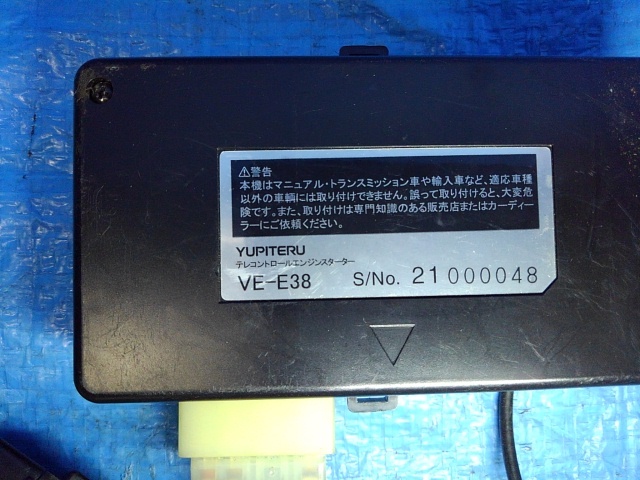 ⚠警告
本機はマニュアル・トランスミッション車や輸入車など、適応車種
以外の車輌には取り付けできません。誤って取り付けると、大変危
険です。また、取り付けは専門知識のある販売店またはカーディー
ラーにご依頼ください。
YUPITERU
テレコントロールエンジンスターター
VE-E38 S/No. 21 000048